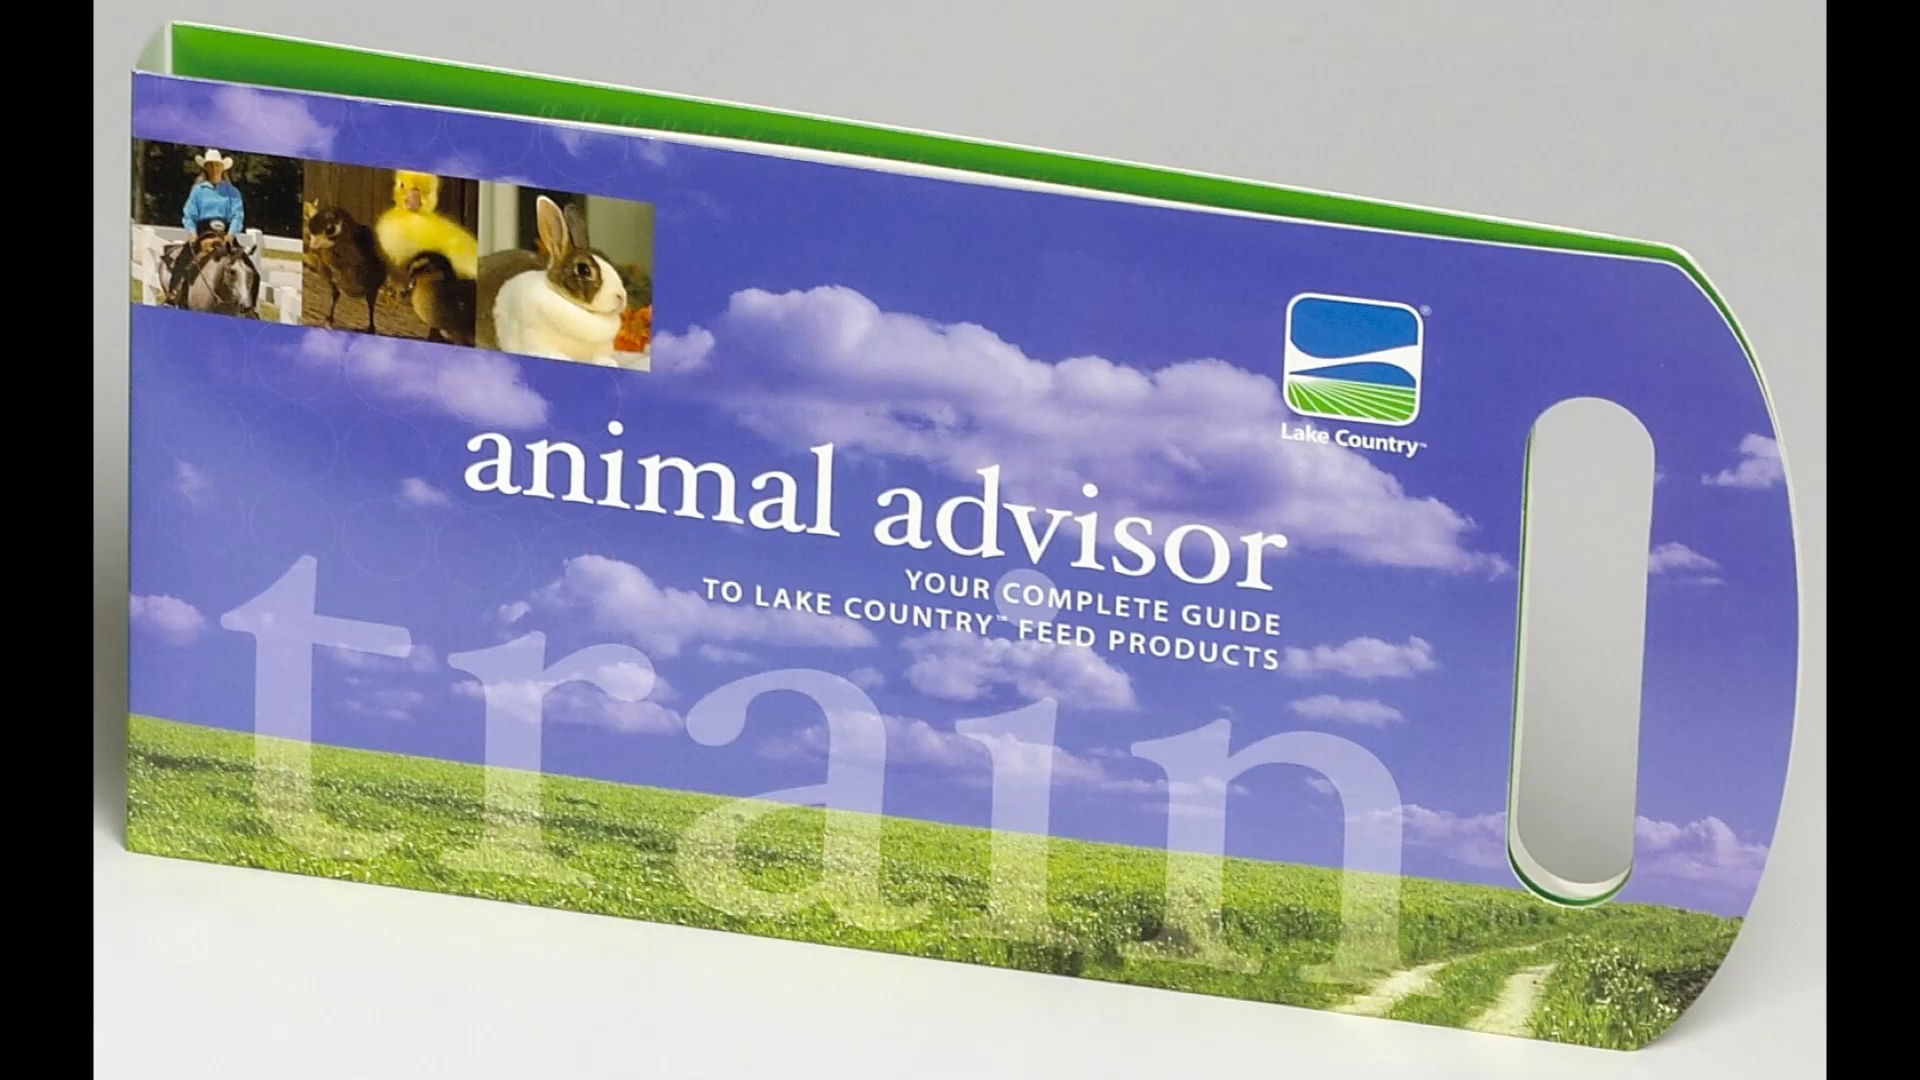 ®
Lake Country™
animal advisor
YOUR COMPLETE GUIDE
TO LAKE COUNTRY™ FEED PRODUCTS
train